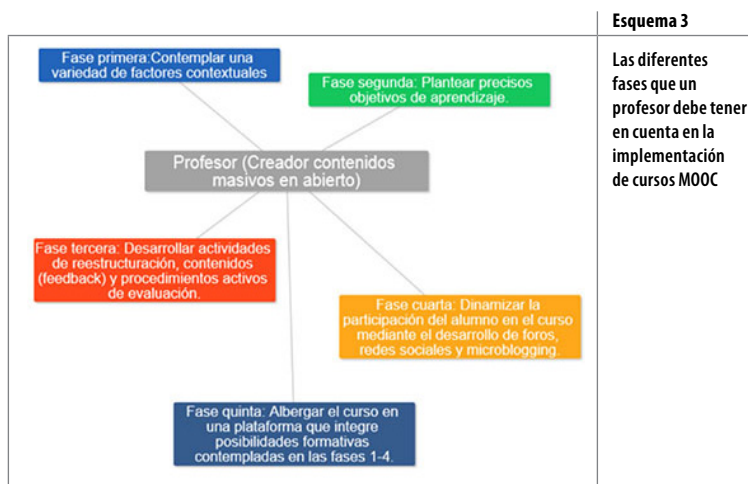 Esquema 3
Las diferentes
fases que un
profesor debe tener
en cuenta en la
implementación
de cursos MOOC
Fase primera:Contemplar una
variedad de factores contextuales
Fase segunda: Plantear precisos
objetivos de aprendizaje.
Profesor (Creador contenidos
masivos en abierto)
Fase tercera: Desarrollar actividades
de reestructuración, contenidos
(feedback) y procedimientos activos
de evaluación.
Fase cuarta: Dinamizar la
participación del alumno en el curso
mediante el desarrollo de foros,
redes sociales y microblogging.
Fase quinta: Albergar el curso en
una plataforma que integre
posibilidades formativas
contempladas en las fases 1-4.